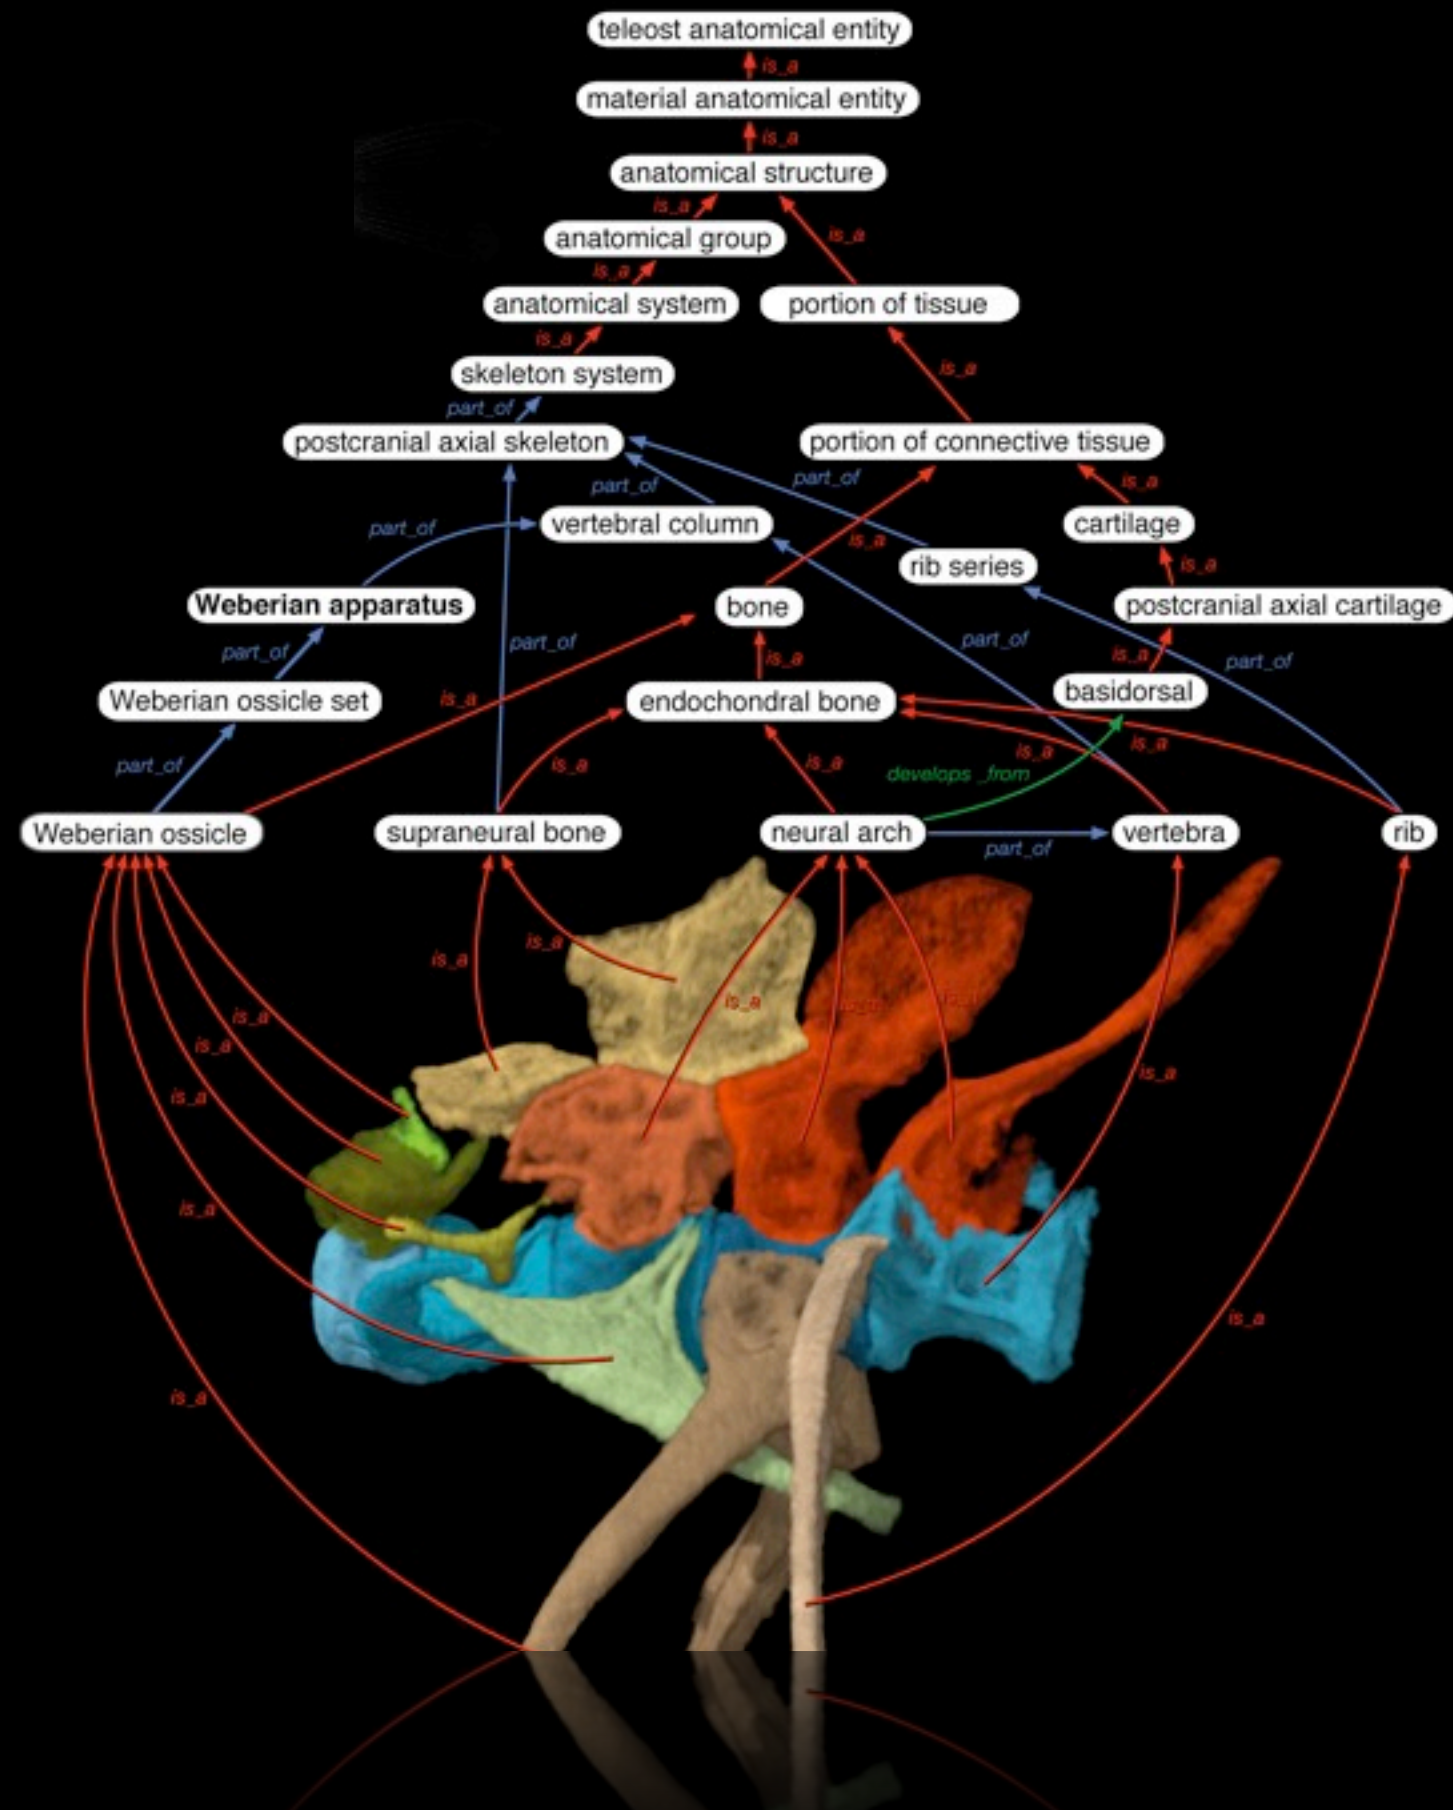 teleost anatomical entity
is_a
material anatomical entity
is_a
anatomical structure
is_a
is_a
anatomical group
is_a
anatomical system
portion of tissue
is_a
is_a
skeleton system
part_of
postcranial axial skeleton
portion of connective tissue
part_of
part_of
is_a
part_of
vertebral column
cartilage
is_a
rib series
is_a
Weberian apparatus
bone
postcranial axial cartilage
part_of
part_of
part_of
is_a
is_a
part_of
Weberian ossicle set
is_a
endochondral bone
basidorsal
part_of
is_a
is_a
develops _from
is_a
is_a
Weberian ossicle
supraneural bone
neural arch
part_of
vertebra
rib
is_a
is_a
is_a
is_a
is_a
is_a
is_a
is_a
is_a
is_a
is_a
is_a